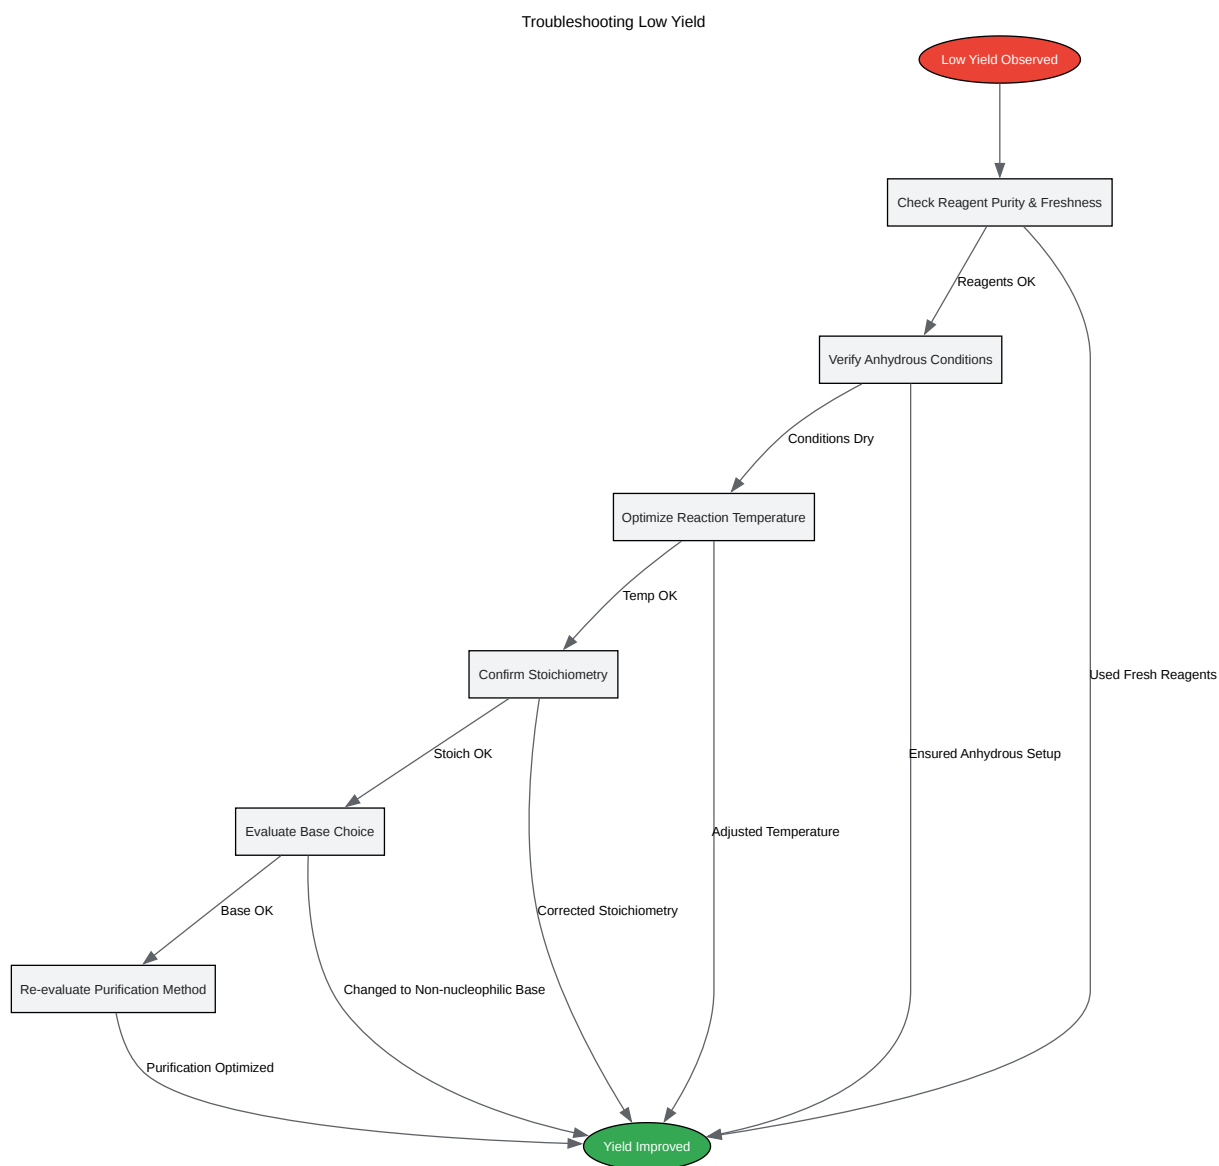 Troubleshooting Low Yield
Low Yield Observed
Check Reagent Purity & Freshness
Reagents OK
Verify Anhydrous Conditions
Conditions Dry
Optimize Reaction Temperature
Temp OK
Confirm Stoichiometry
Used Fresh Reagents
Stoich OK
Ensured Anhydrous Setup
Evaluate Base Choice
Adjusted Temperature
Base OK
Corrected Stoichiometry
Re-evaluate Purification Method
Changed to Non-nucleophilic Base
Purification Optimized
Yield Improved